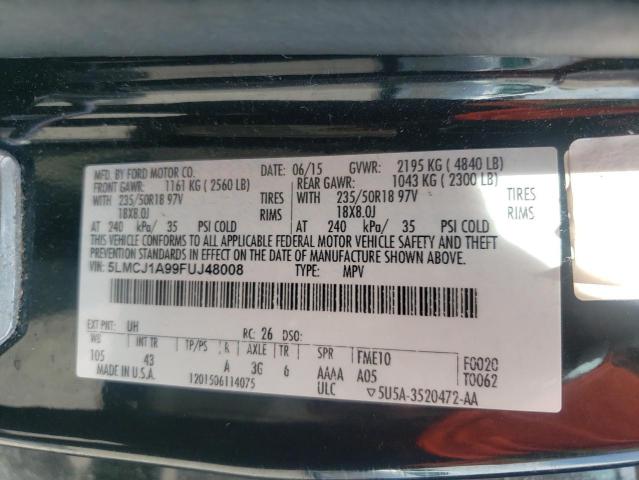 MFD. BY FORD MOTOR CO.
DATE: 06/15 GVWR: 2195 KG (4840 LB)
FRONT GAWR: 1161 KG (2560 LB) REAR GAWR: 1043 KG (2300 LB)
WITH 235/50R18 97V TIRES WITH 235/50R18 97V TIRES
18X8.0J RIMS 18X8.0J RIMS
AT 240 kPa/ 35 PSI COLD AT 240 kPa/ 35 PSI COLD
THIS VEHICLE CONFORMS TO ALL APPLICABLE FEDERAL MOTOR VEHICLE SAFETY AND THEFT
PREVENTION STANDARDS IN EFFECT ON THE DATE OF MANUFACTURE SHOWN ABOVE.
VIN: 5LMCJ1A99FUJ48008 TYPE: MPV
EXT PNT: UH RC: 26 DSO:
WB INT TR TP/PS R AXLE TR SPR FME10 F0020
105 43 A 3G 6 AAAA A05 T0062
MADE IN U.S.A. 1201506114075 ULC ▽5U5A-3520472-AA